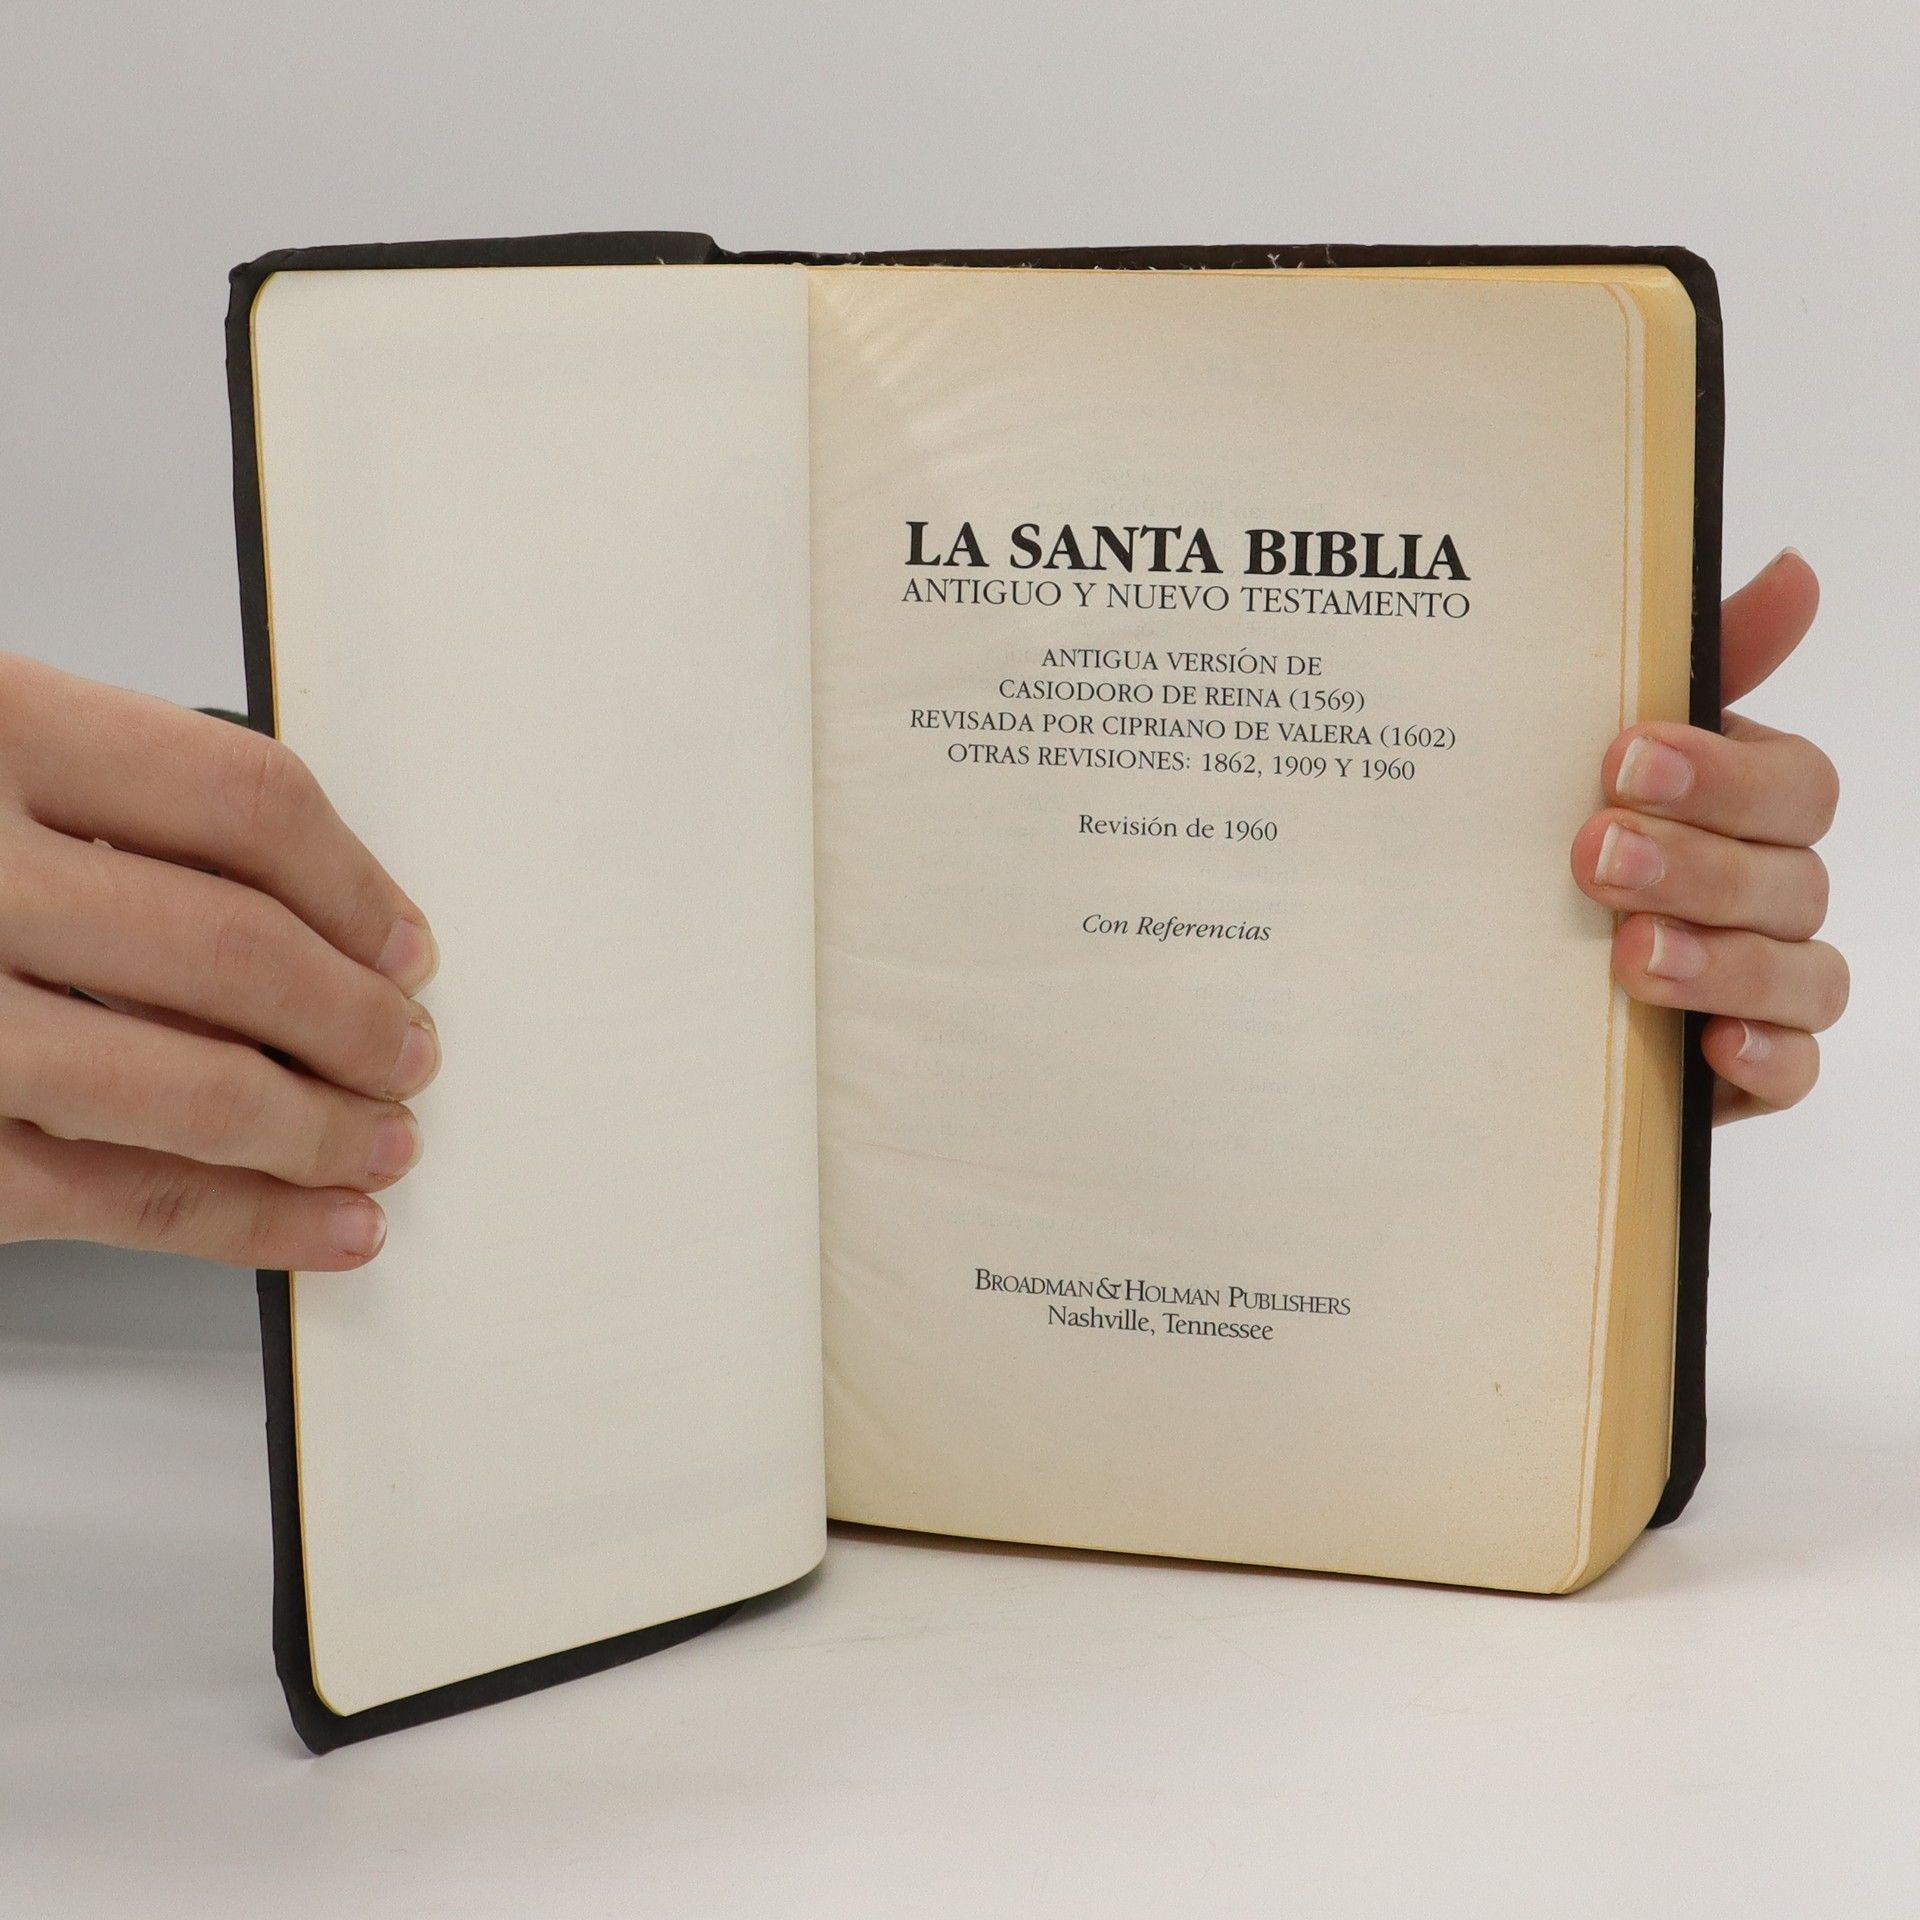 LA SANTA BIBLIA
ANTIGUO Y NUEVO TESTAMENTO
ANTIGUA VERSIÓN DE
CASIODORO DE REINA (1569)
REVISADA POR CIPRIANO DE VALERA (1602)
OTRAS REVISIONES: 1862, 1909 Y 1960
Revisión de 1960
Con Referencias
BROADMAN & HOLMAN PUBLISHERS
Nashville, Tennessee